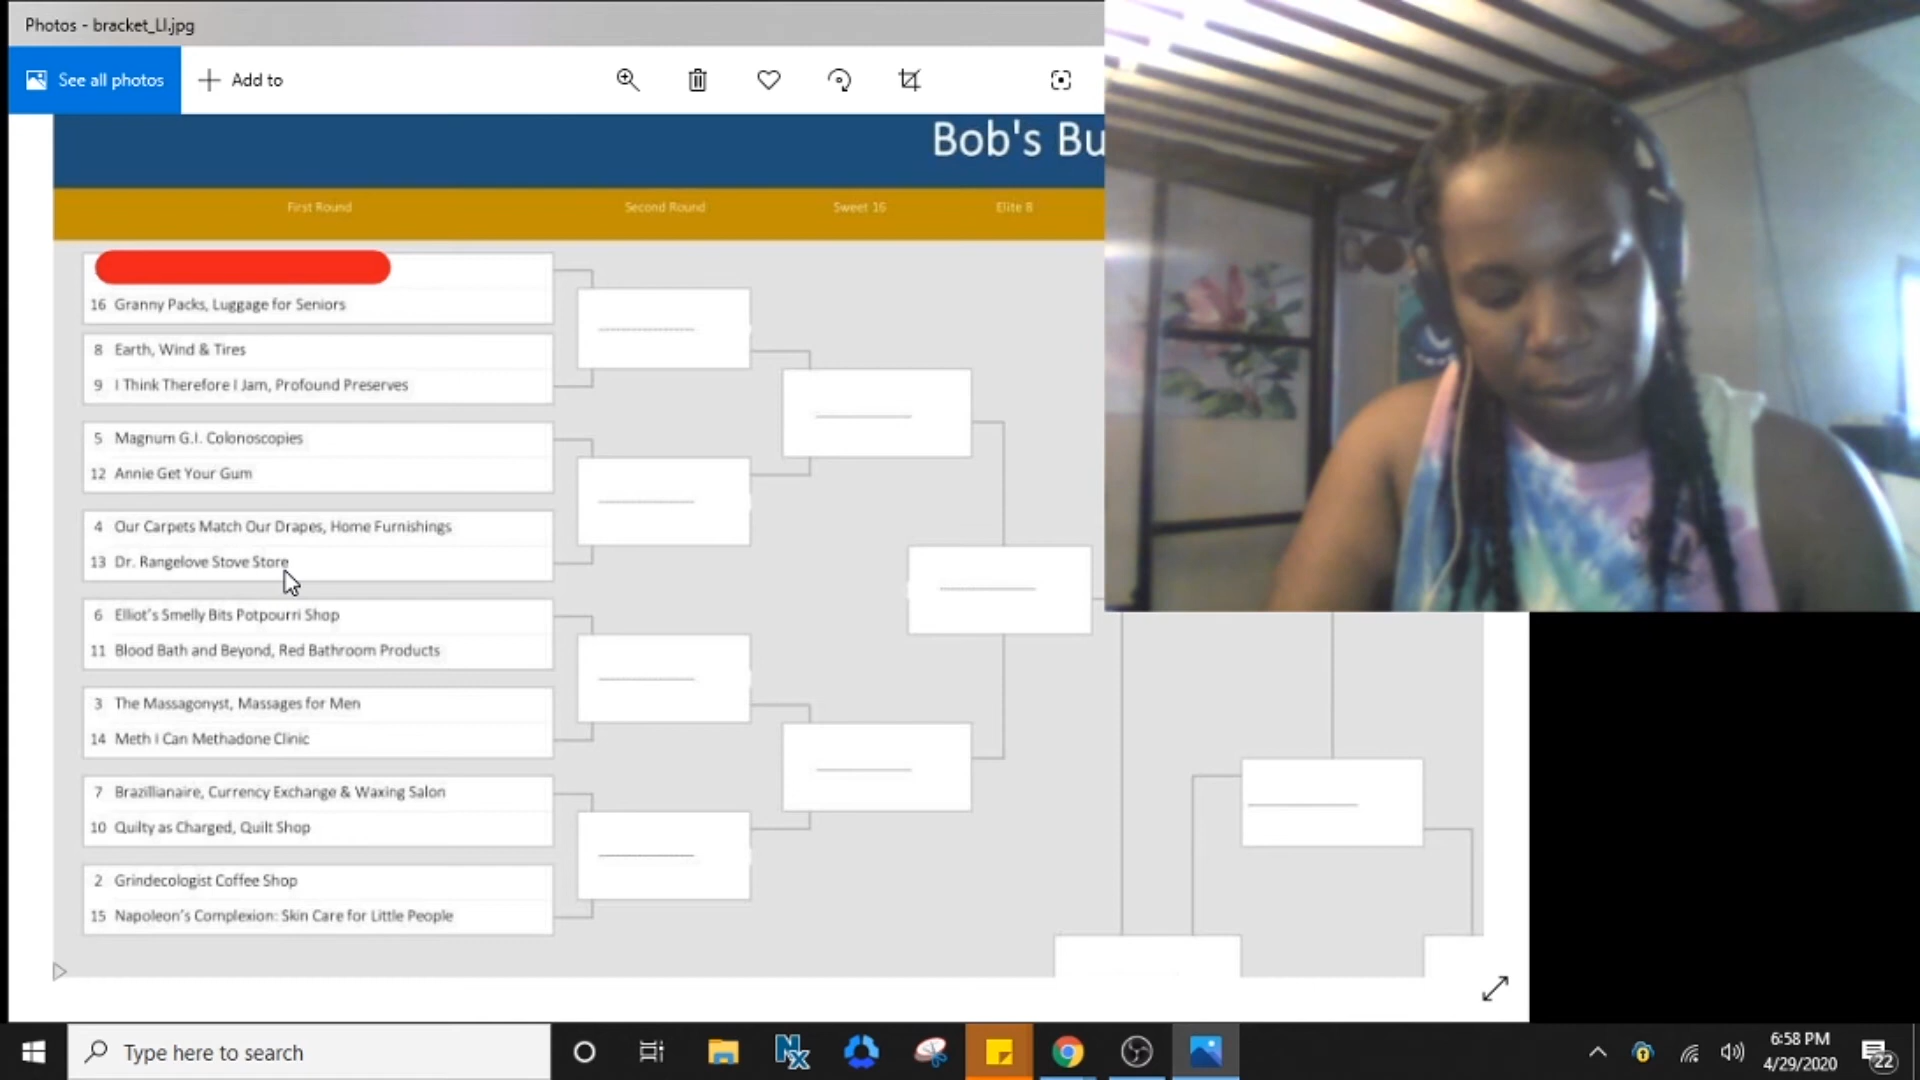 Photos - bracket_LI.jpg
See all photos
Add to
Bob's Bu
First Round
Second Round
Sweet 16
Elite 8
16 Granny Packs, Luggage for Seniors
8 Earth, Wind & Tires
9 I Think Therefore I Jam, Profound Preserves
5 Magnum G.I. Colonoscopies
12 Annie Get Your Gum
4 Our Carpets Match Our Drapes, Home Furnishings
13 Dr. Rangelove Stove Store
6 Elliot's Smelly Bits Potpourri Shop
11 Blood Bath and Beyond, Red Bathroom Products
3 The Massagonyst, Massages for Men
14 Meth I Can Methadone Clinic
7 Brazillianaire, Currency Exchange & Waxing Salon
10 Quilty as Charged, Quilt Shop
2 Grindecologist Coffee Shop
15 Napoleon's Complexion: Skin Care for Little People
Type here to search
Nx
6:58 PM
4/29/2020
22